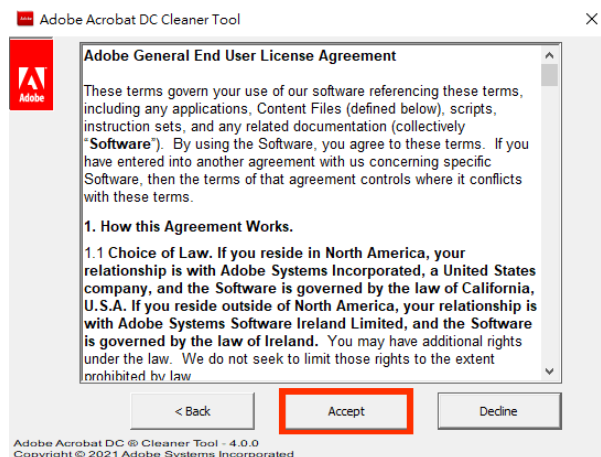 Adobe Acrobat DC Cleaner Tool
Adobe
Adobe General End User License Agreement
These terms govern your use of our software referencing these terms,
including any applications, Content Files (defined below), scripts,
instruction sets, and any related documentation (collectively
“Software”).  By using the Software, you agree to these terms.  If you
have entered into another agreement with us concerning specific
Software, then the terms of that agreement controls where it conflicts
with these terms.
1. How this Agreement Works.
1.1 Choice of Law. If you reside in North America, your
relationship is with Adobe Systems Incorporated, a United States
company, and the Software is governed by the law of California,
U.S.A. If you reside outside of North America, your relationship is
with Adobe Systems Software Ireland Limited, and the Software
is governed by the law of Ireland.  You may have additional rights
under the law.  We do not seek to limit those rights to the extent
prohibited by law
< Back
Accept
Decline
Adobe Acrobat DC ® Cleaner Tool - 4.0.0
Copyright © 2021 Adobe Systems Incorporated